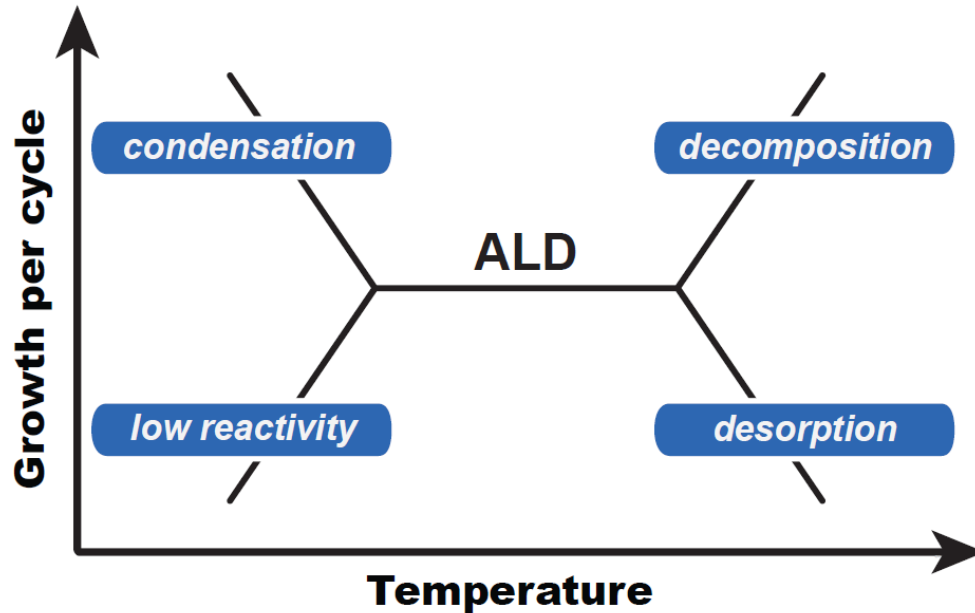 Growth per cycle
condensation
decomposition
ALD
low reactivity
desorption
Temperature